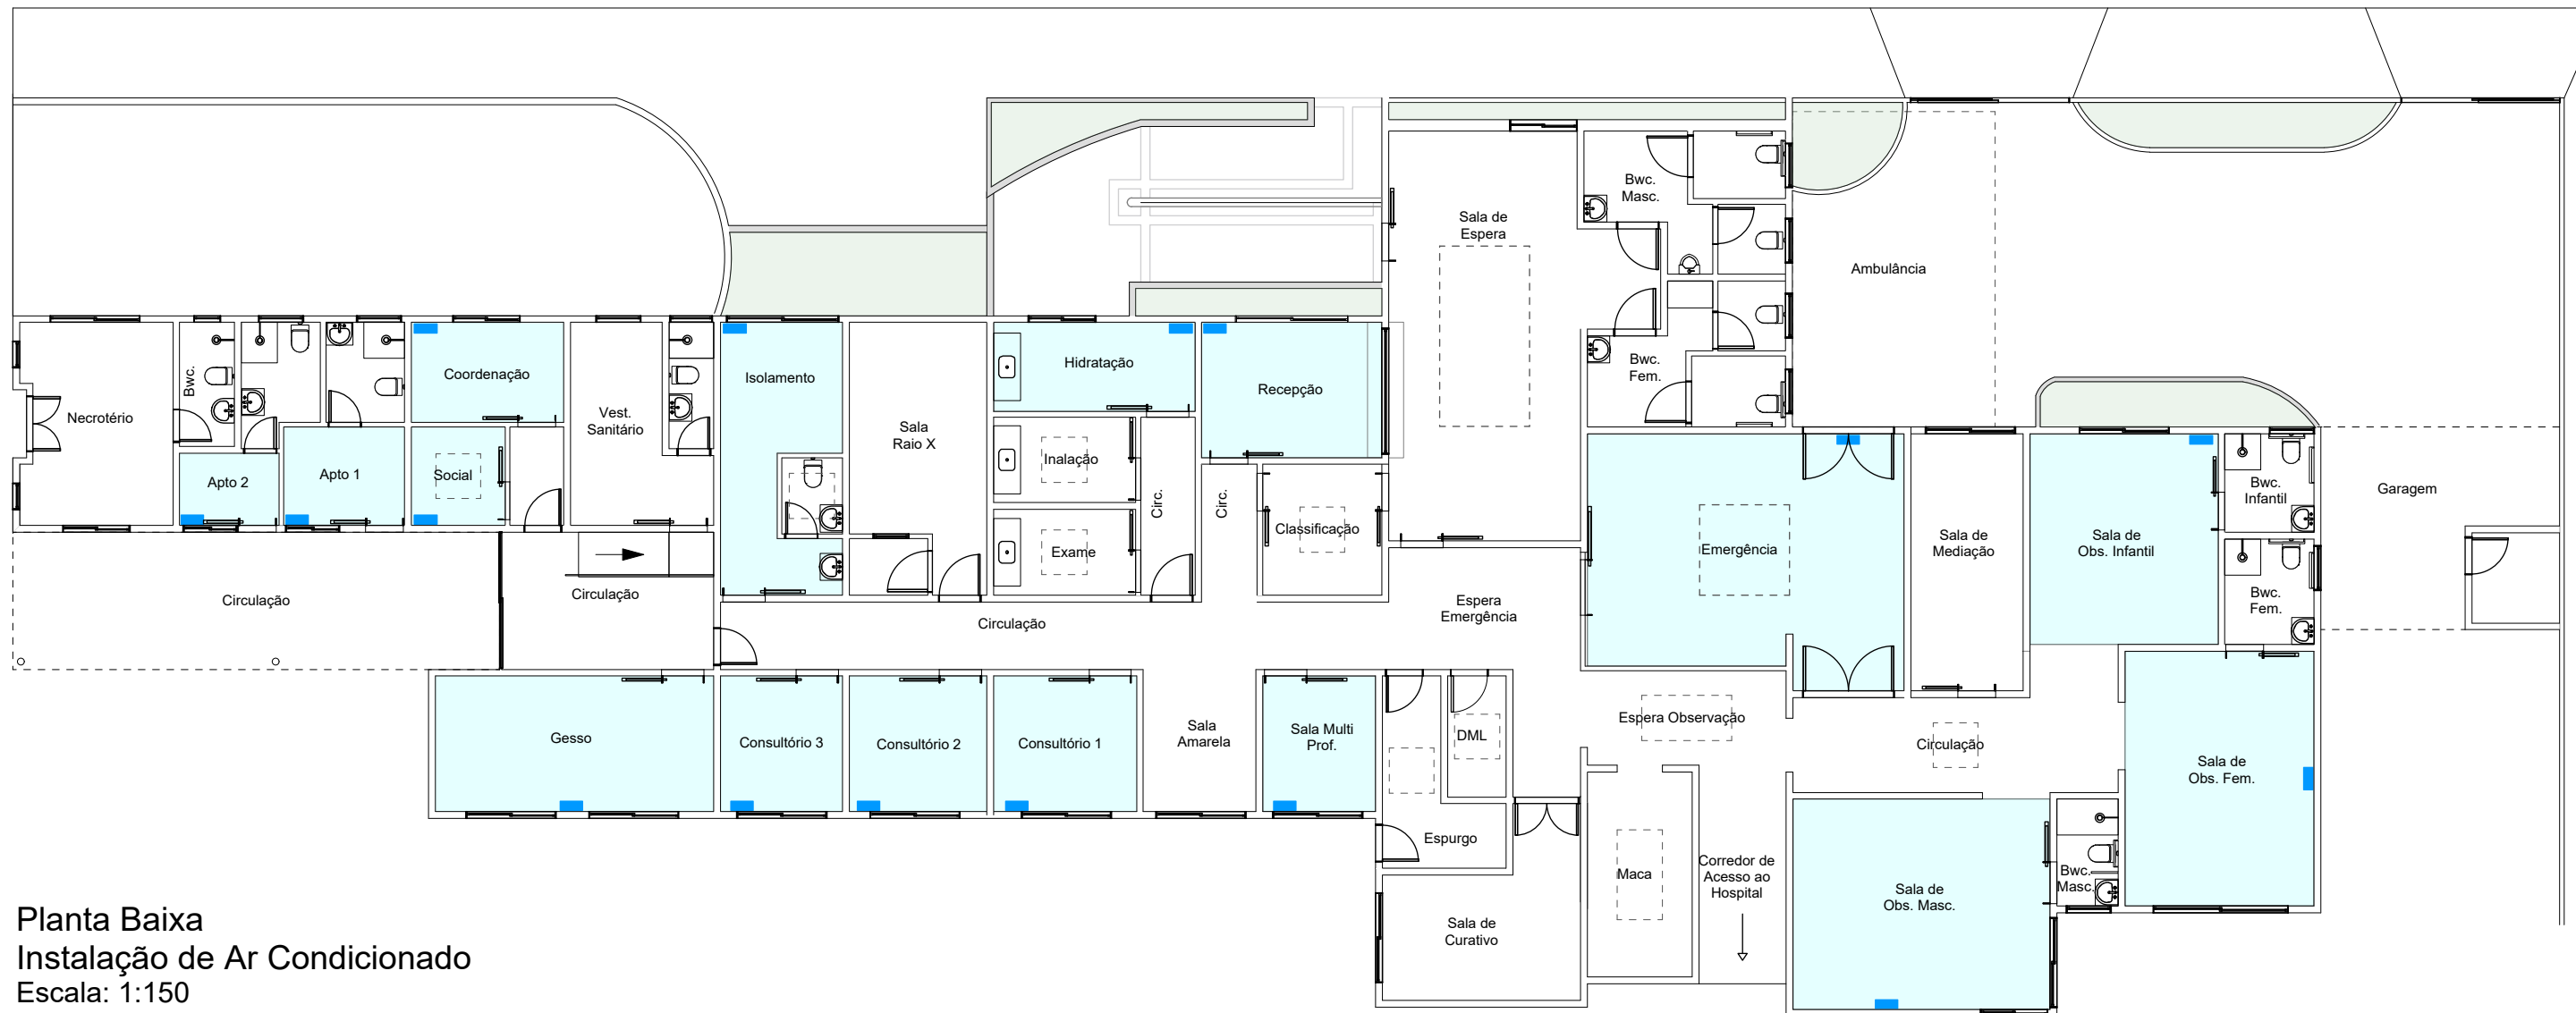 Sala de
Espera
Bwc.
Masc.
Ambulância
Bwc.
Fem.
Necrotério
Bwc.
Coordenação
Vest.
Sanitário
Isolamento
Sala
Raio X
Hidratação
Recepção
Apto 2
Apto 1
Social
Inalação
Exame
Circ.
Circ.
Classificação
Emergência
Sala de
Mediação
Sala de
Obs. Infantil
Bwc.
Infantil
Garagem
Bwc.
Fem.
Circulação
Circulação
Circulação
Espera
Emergência
Gesso
Consultório 3
Consultório 2
Consultório 1
Sala
Amarela
Sala Multi
Prof.
DML
Espera Observação
Circulação
Sala de
Obs. Fem.
Espurgo
Maca
Corredor de
Acesso ao
Hospital
Sala de
Obs. Masc.
Bwc.
Masc.
Sala de
Curativo
Planta Baixa
Instalação de Ar Condicionado
Escala: 1:150